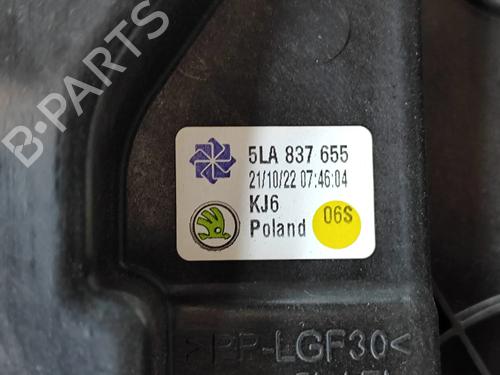 B-PARTS
5LA 837 655
21/10/22 07:46:04
KJ6
06S
Poland
>PP-LGF30<